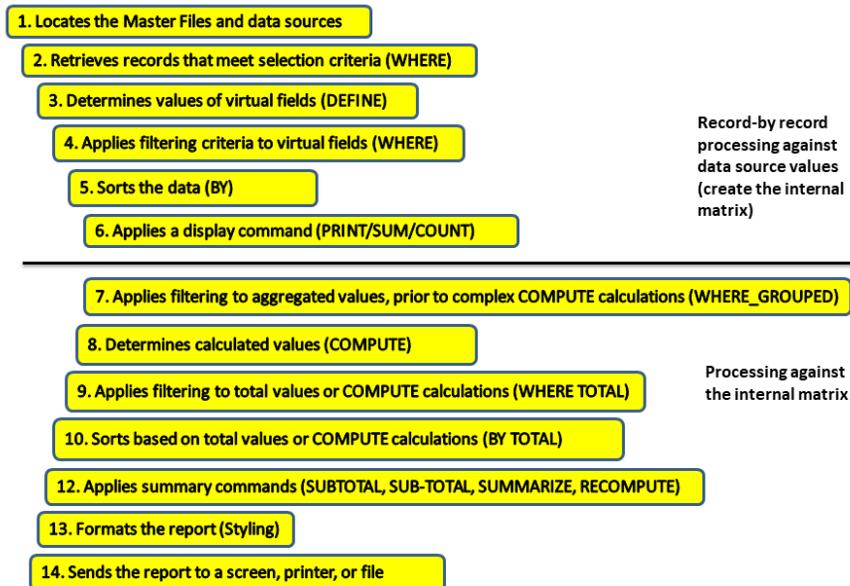 1. Locates the Master Files and data sources
2. Retrieves records that meet selection criteria (WHERE)
3. Determines values of virtual fields (DEFINE)
4. Applies filtering criteria to virtual fields (WHERE)
5. Sorts the data (BY)
6. Applies a display command (PRINT/SUM/COUNT)
Record-by record
processing against
data source values
(create the internal
matrix)
7. Applies filtering to aggregated values, prior to complex COMPUTE calculations (WHERE_GROUPED)
8. Determines calculated values (COMPUTE)
9. Applies filtering to total values or COMPUTE calculations (WHERE TOTAL)
10. Sorts based on total values or COMPUTE calculations (BY TOTAL)
12. Applies summary commands (SUBTOTAL, SUB-TOTAL, SUMMARIZE, RECOMPUTE)
13. Formats the report (Styling)
14. Sends the report to a screen, printer, or file
Processing against
the internal matrix